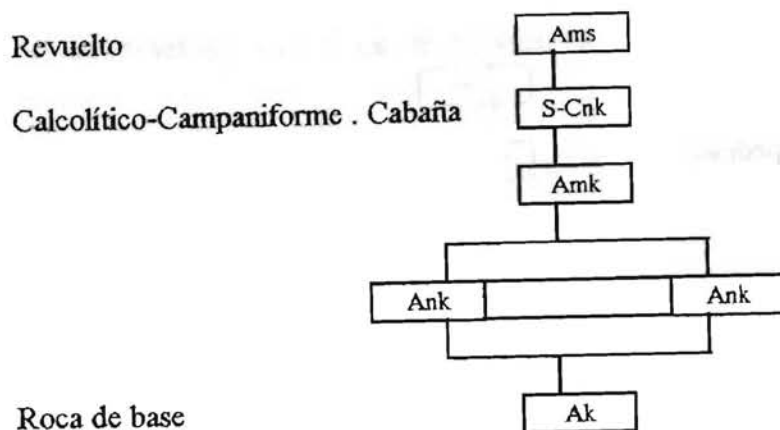 Revuelto Ams
Calcolítico-Campaniforme . Cabaña S-Cnk
Amk
Ank Ank
Roca de base Ak